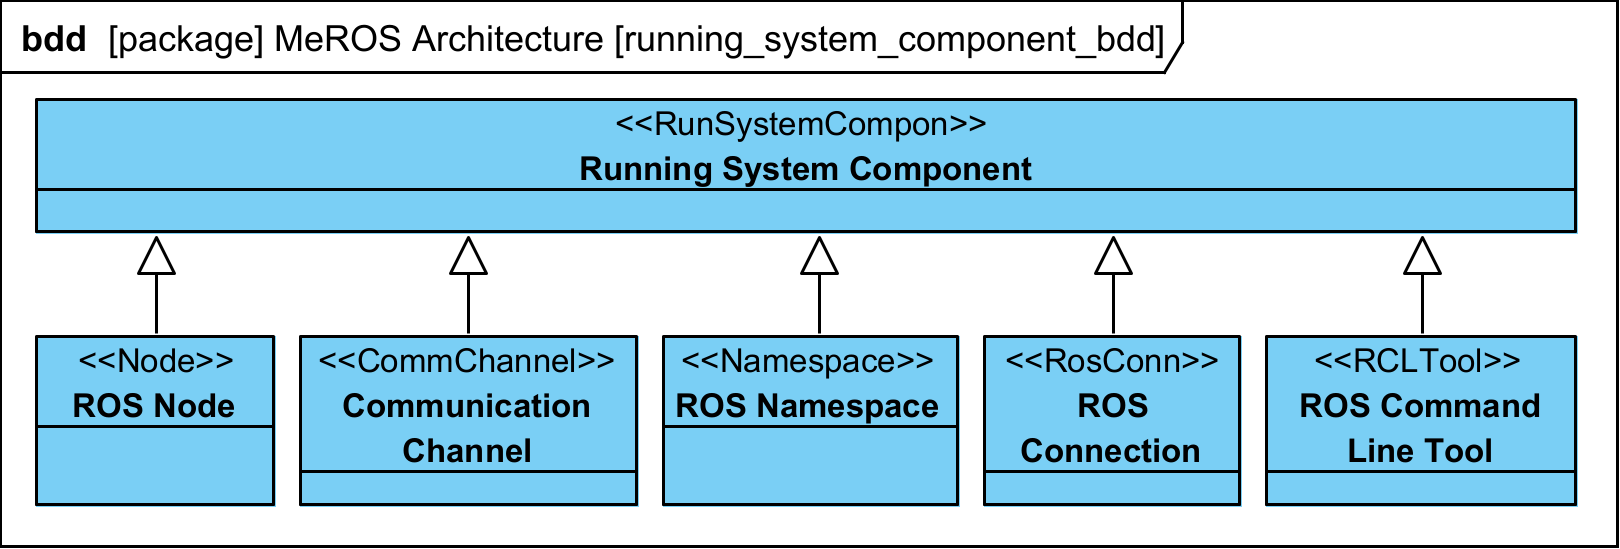 bdd [package] MeROS Architecture [running_system_component_bdd]
<<RunSystemCompon>>
Running System Component
<<Node>>
ROS Node
<<CommChannel>>
Communication
Channel
<<Namespace>>
ROS Namespace
<<RosConn>>
ROS
Connection
<<RCLTool>>
ROS Command
Line Tool